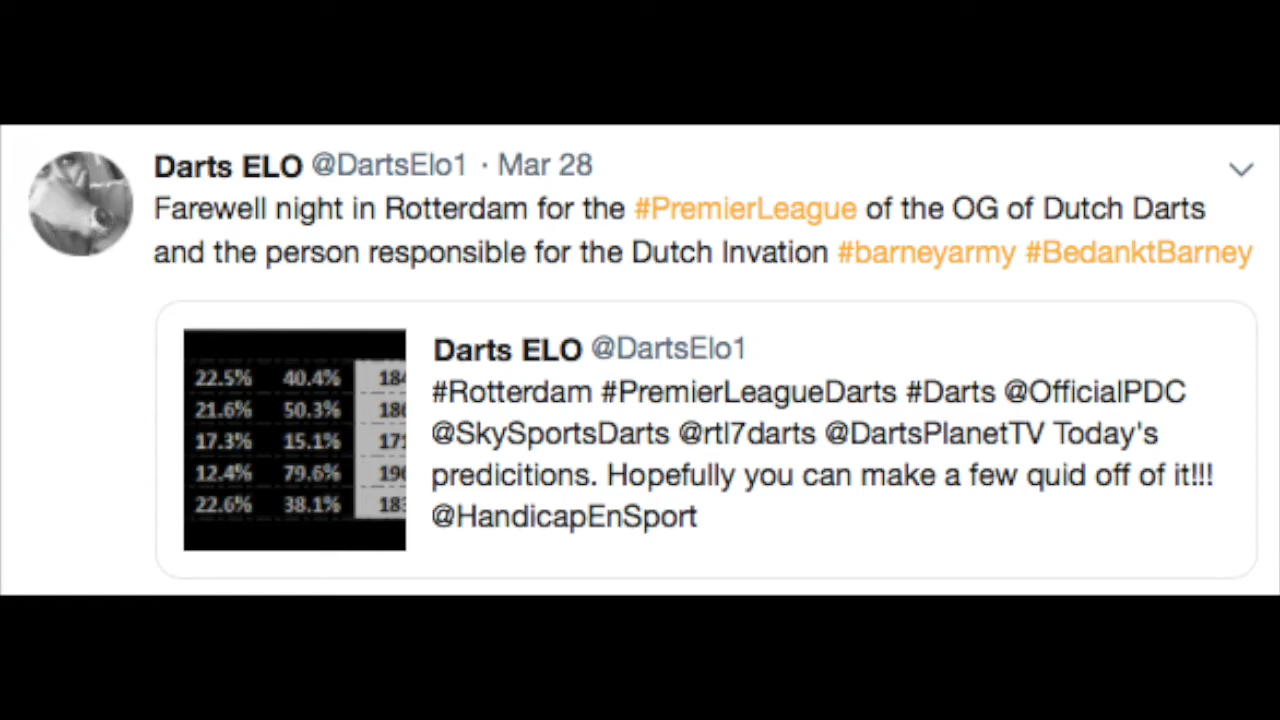 Darts ELO @DartsElo1 · Mar 28
Farewell night in Rotterdam for the #PremierLeague of the OG of Dutch Darts
and the person responsible for the Dutch Invation #barneyarmy #BedanktBarney
Darts ELO @DartsElo1
#Rotterdam #PremierLeagueDarts #Darts @OfficialPDC
@SkySportsDarts @rtl7darts @DartsPlanetTV Today's
predicitions. Hopefully you can make a few quid off of it!!!
@HandicapEnSport
22.5% 40.4% 184
21.6% 50.3% 186
17.3% 15.1% 171
12.4% 79.6% 190
22.6% 38.1% 183